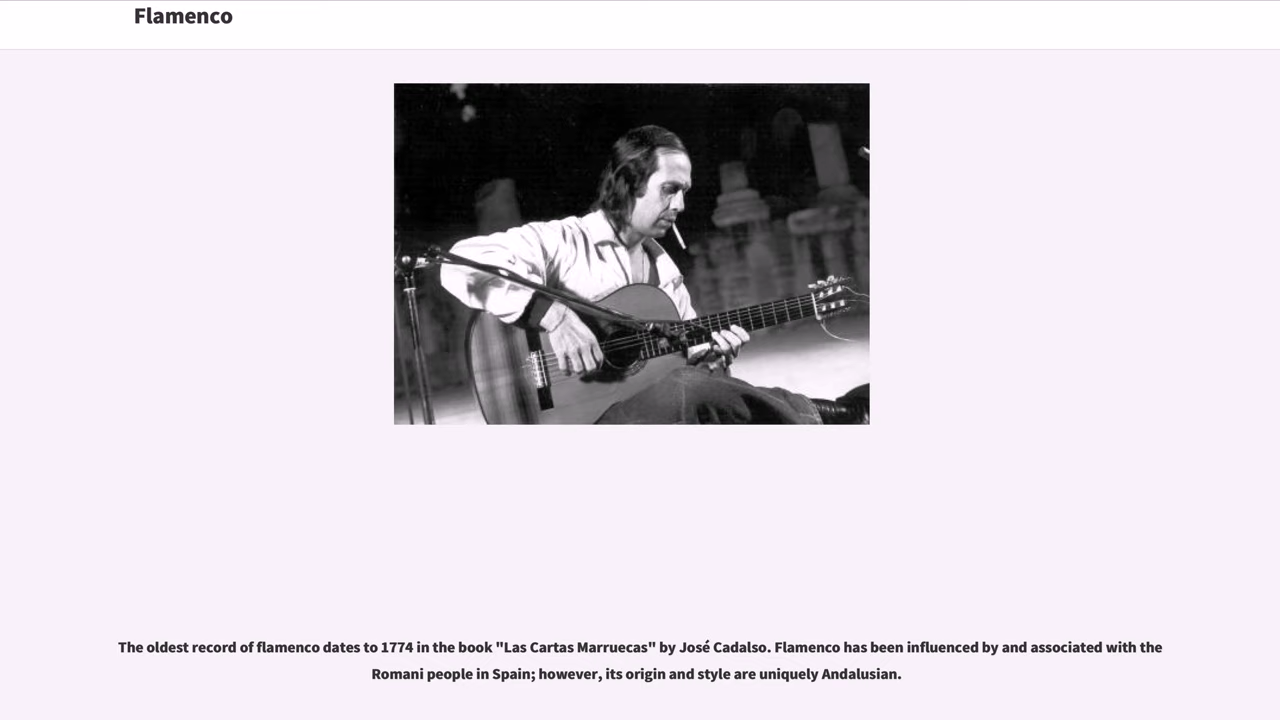 Flamenco
The oldest record of flamenco dates to 1774 in the book "Las Cartas Marruecas" by José Cadalso. Flamenco has been influenced by and associated with the
Romani people in Spain; however, its origin and style are uniquely Andalusian.